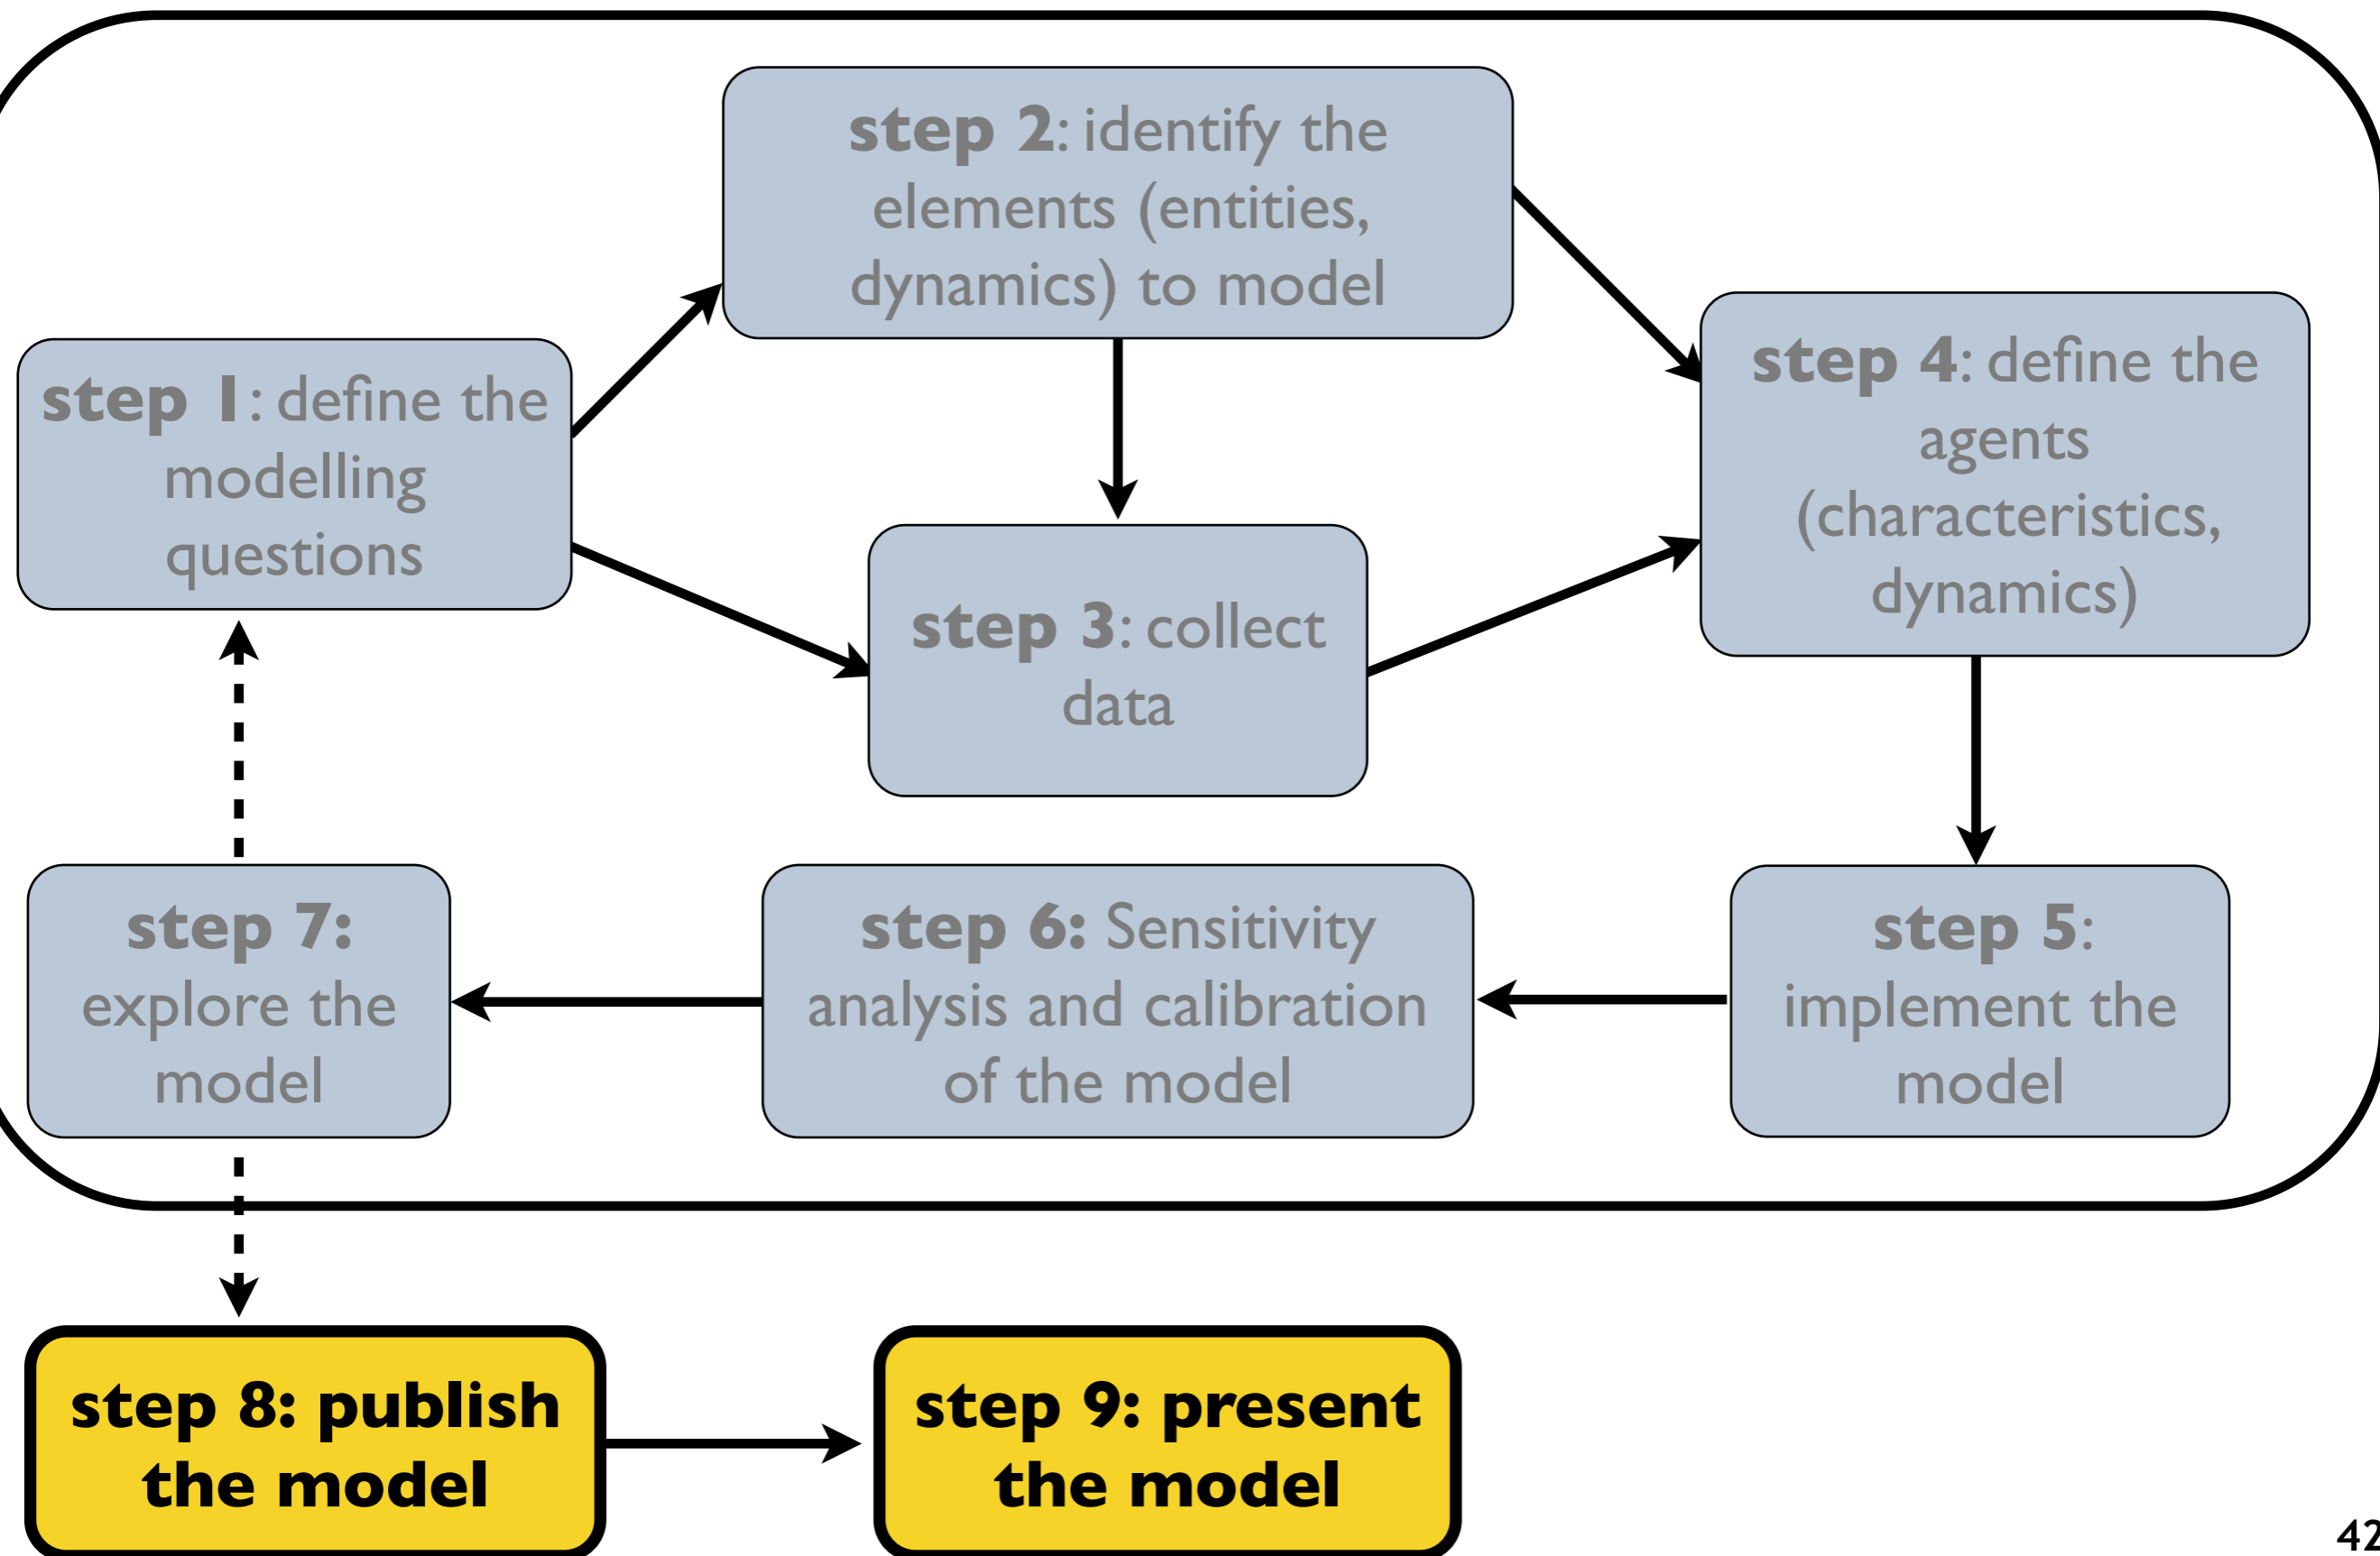 step 1: define the
modelling
questions
step 2: identify the
elements (entities,
dynamics) to model
step 3: collect
data
step 4: define the
agents
(characteristics,
dynamics)
step 5:
implement the
model
step 6: Sensitivity
analysis and calibration
of the model
step 7:
explore the
model
step 8: publish
the model
step 9: present
the model
42